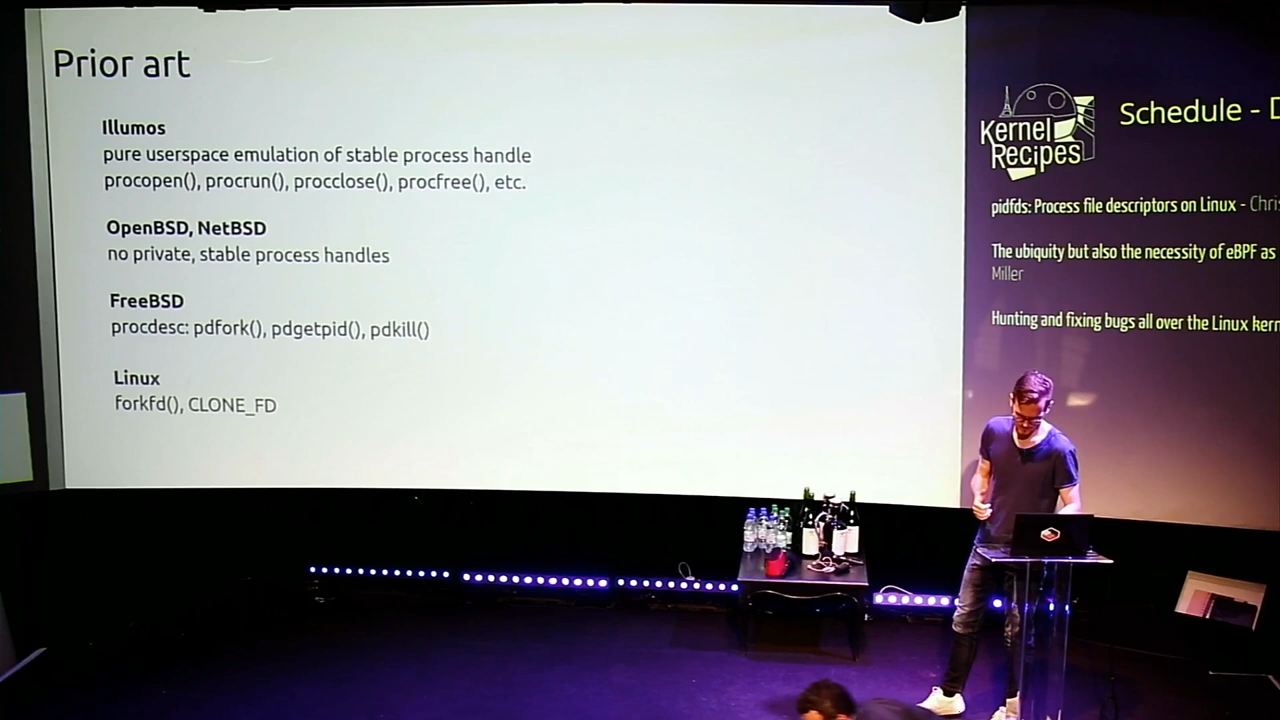 Prior art
Illumos
pure userspace emulation of stable process handle
procopen(), procrun(), procclose(), procfree(), etc.
OpenBSD, NetBSD
no private, stable process handles
FreeBSD
procdesc: pdfork(), pdgetpid(), pdkill()
Linux
forkfd(), CLONE_FD
Kernel
Recipes
Schedule - D
pidfds: Process file descriptors on Linux - Chris
The ubiquity but also the necessity of eBPF as
Miller
Hunting and fixing bugs all over the Linux kern